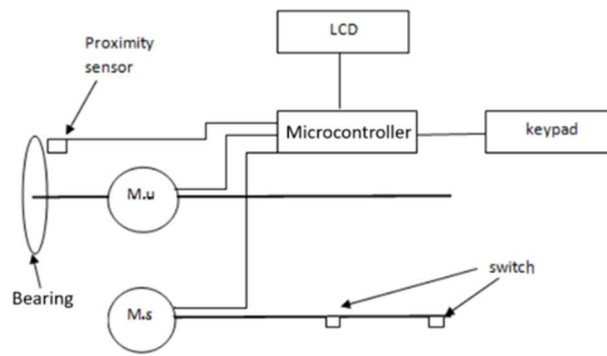 LCD
Proximity
sensor
Microcontroller
keypad
M.u
switch
Bearing
M.s